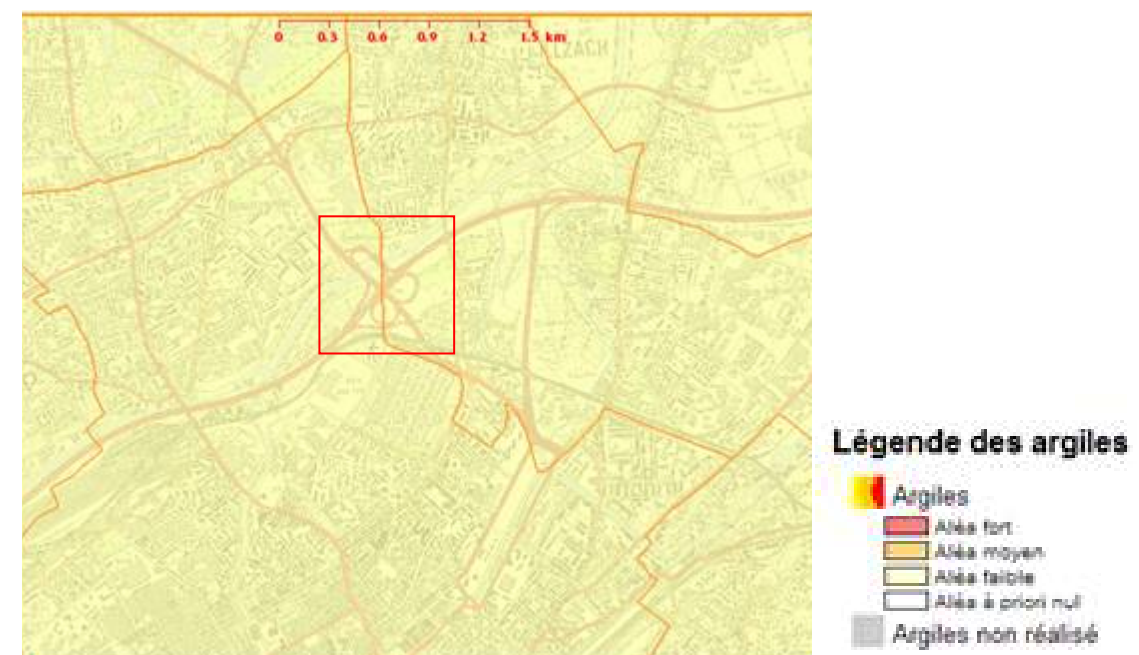 0 0.3 0.6 0.9 1.2 1.5 km
LZACH
Légende des argiles
Argiles
Aléa fort
Aléa moyen
Aléa faible
Aléa à priori nul
Argiles non réalisé